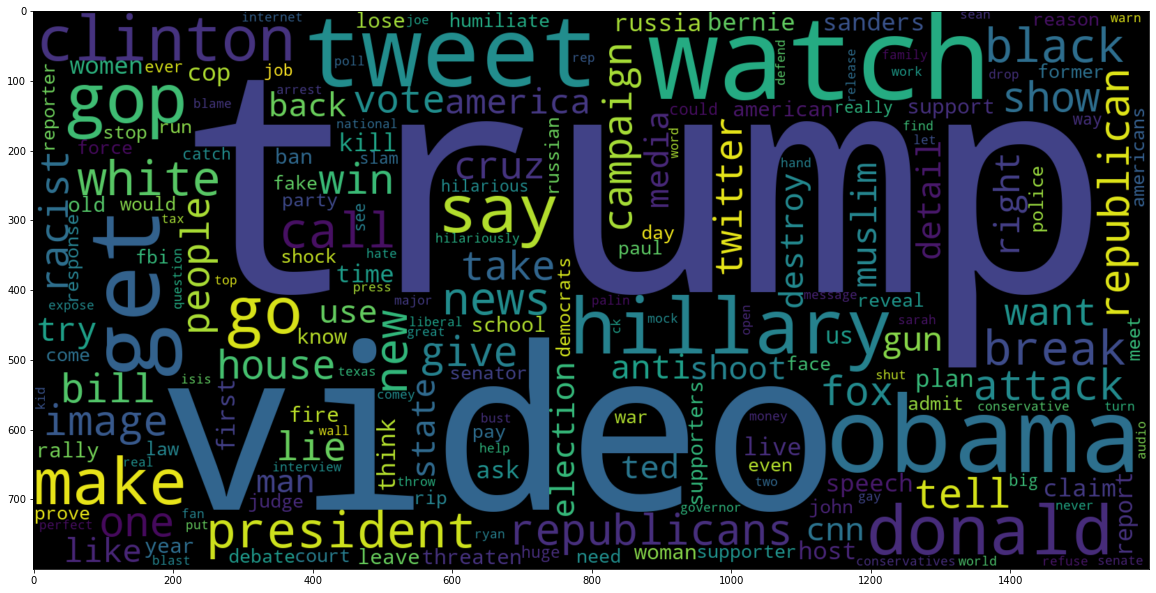 0
100
200
300
400
500
600
700
0 200 400 600 800 1000 1200 1400
clinton internet lose joe humiliate russia bernie sanders sean reason warn
tweet watch black
women ever cop job poll rep defend release family former
reporter gop blame arrest back vote america campaign could american work drop show
stop run national really support way
force catch ban kill slam russian media word find let republican americans
racist white fake win cruz hilarious twitter hand detail right police
trump
old would people party see say destroy muslim
response get tax call hilariously day paul
fbi question shock hate time press take
expose top go major news palin message reveal want
try use liberal school democrats ck mock hillary open sarah us gun meet
come know great break
house new give anti shoot face shut
kid bill isis texas senator fox plan attack
first comey state admit conservative turn
video
image fire wall bust war supporters money obama audio
rally law lie think pay election live
real interview help ask ted even
make man throw two tell big
judge rip governor speech claim gay never
prove put president republicans john donald report
perfect one fan ryan cnn
like year debate court leave threaten huge need woman supporter host conservatives world refuse senate
blast